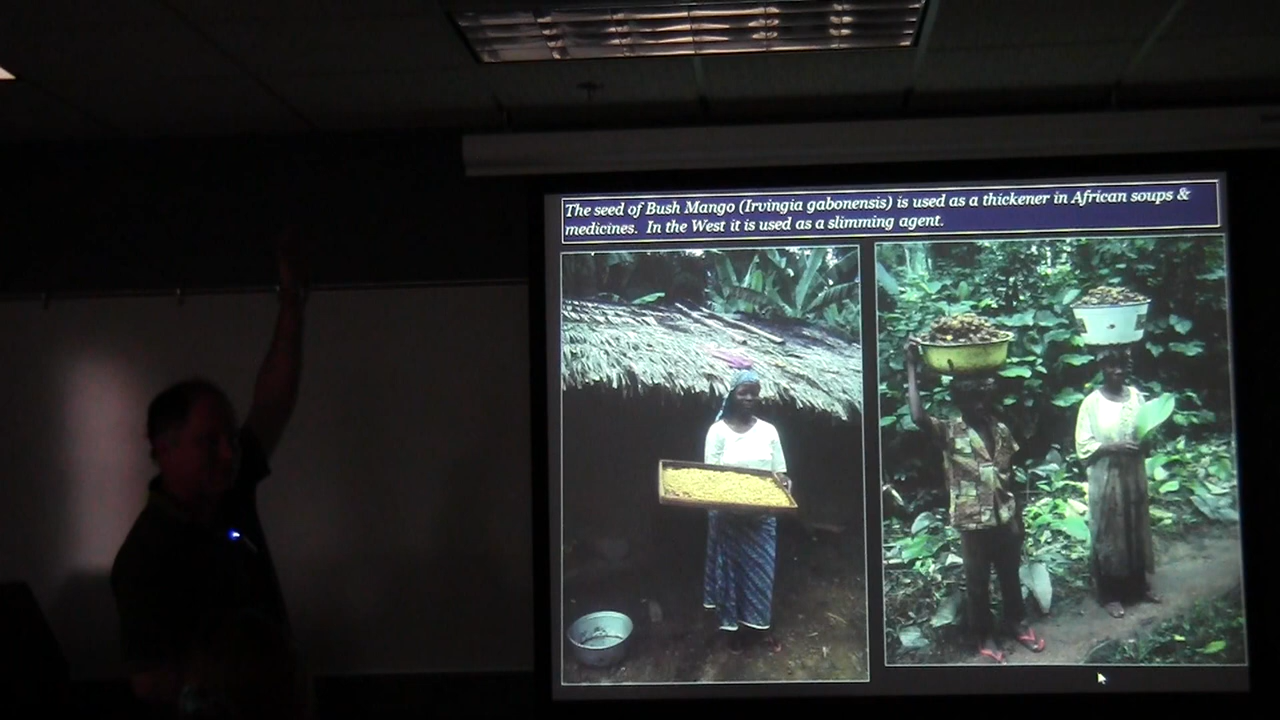 The seed of Bush Mango (Irvingia gabonensis) is used as a thickener in African soups &
medicines. In the West it is used as a slimming agent.